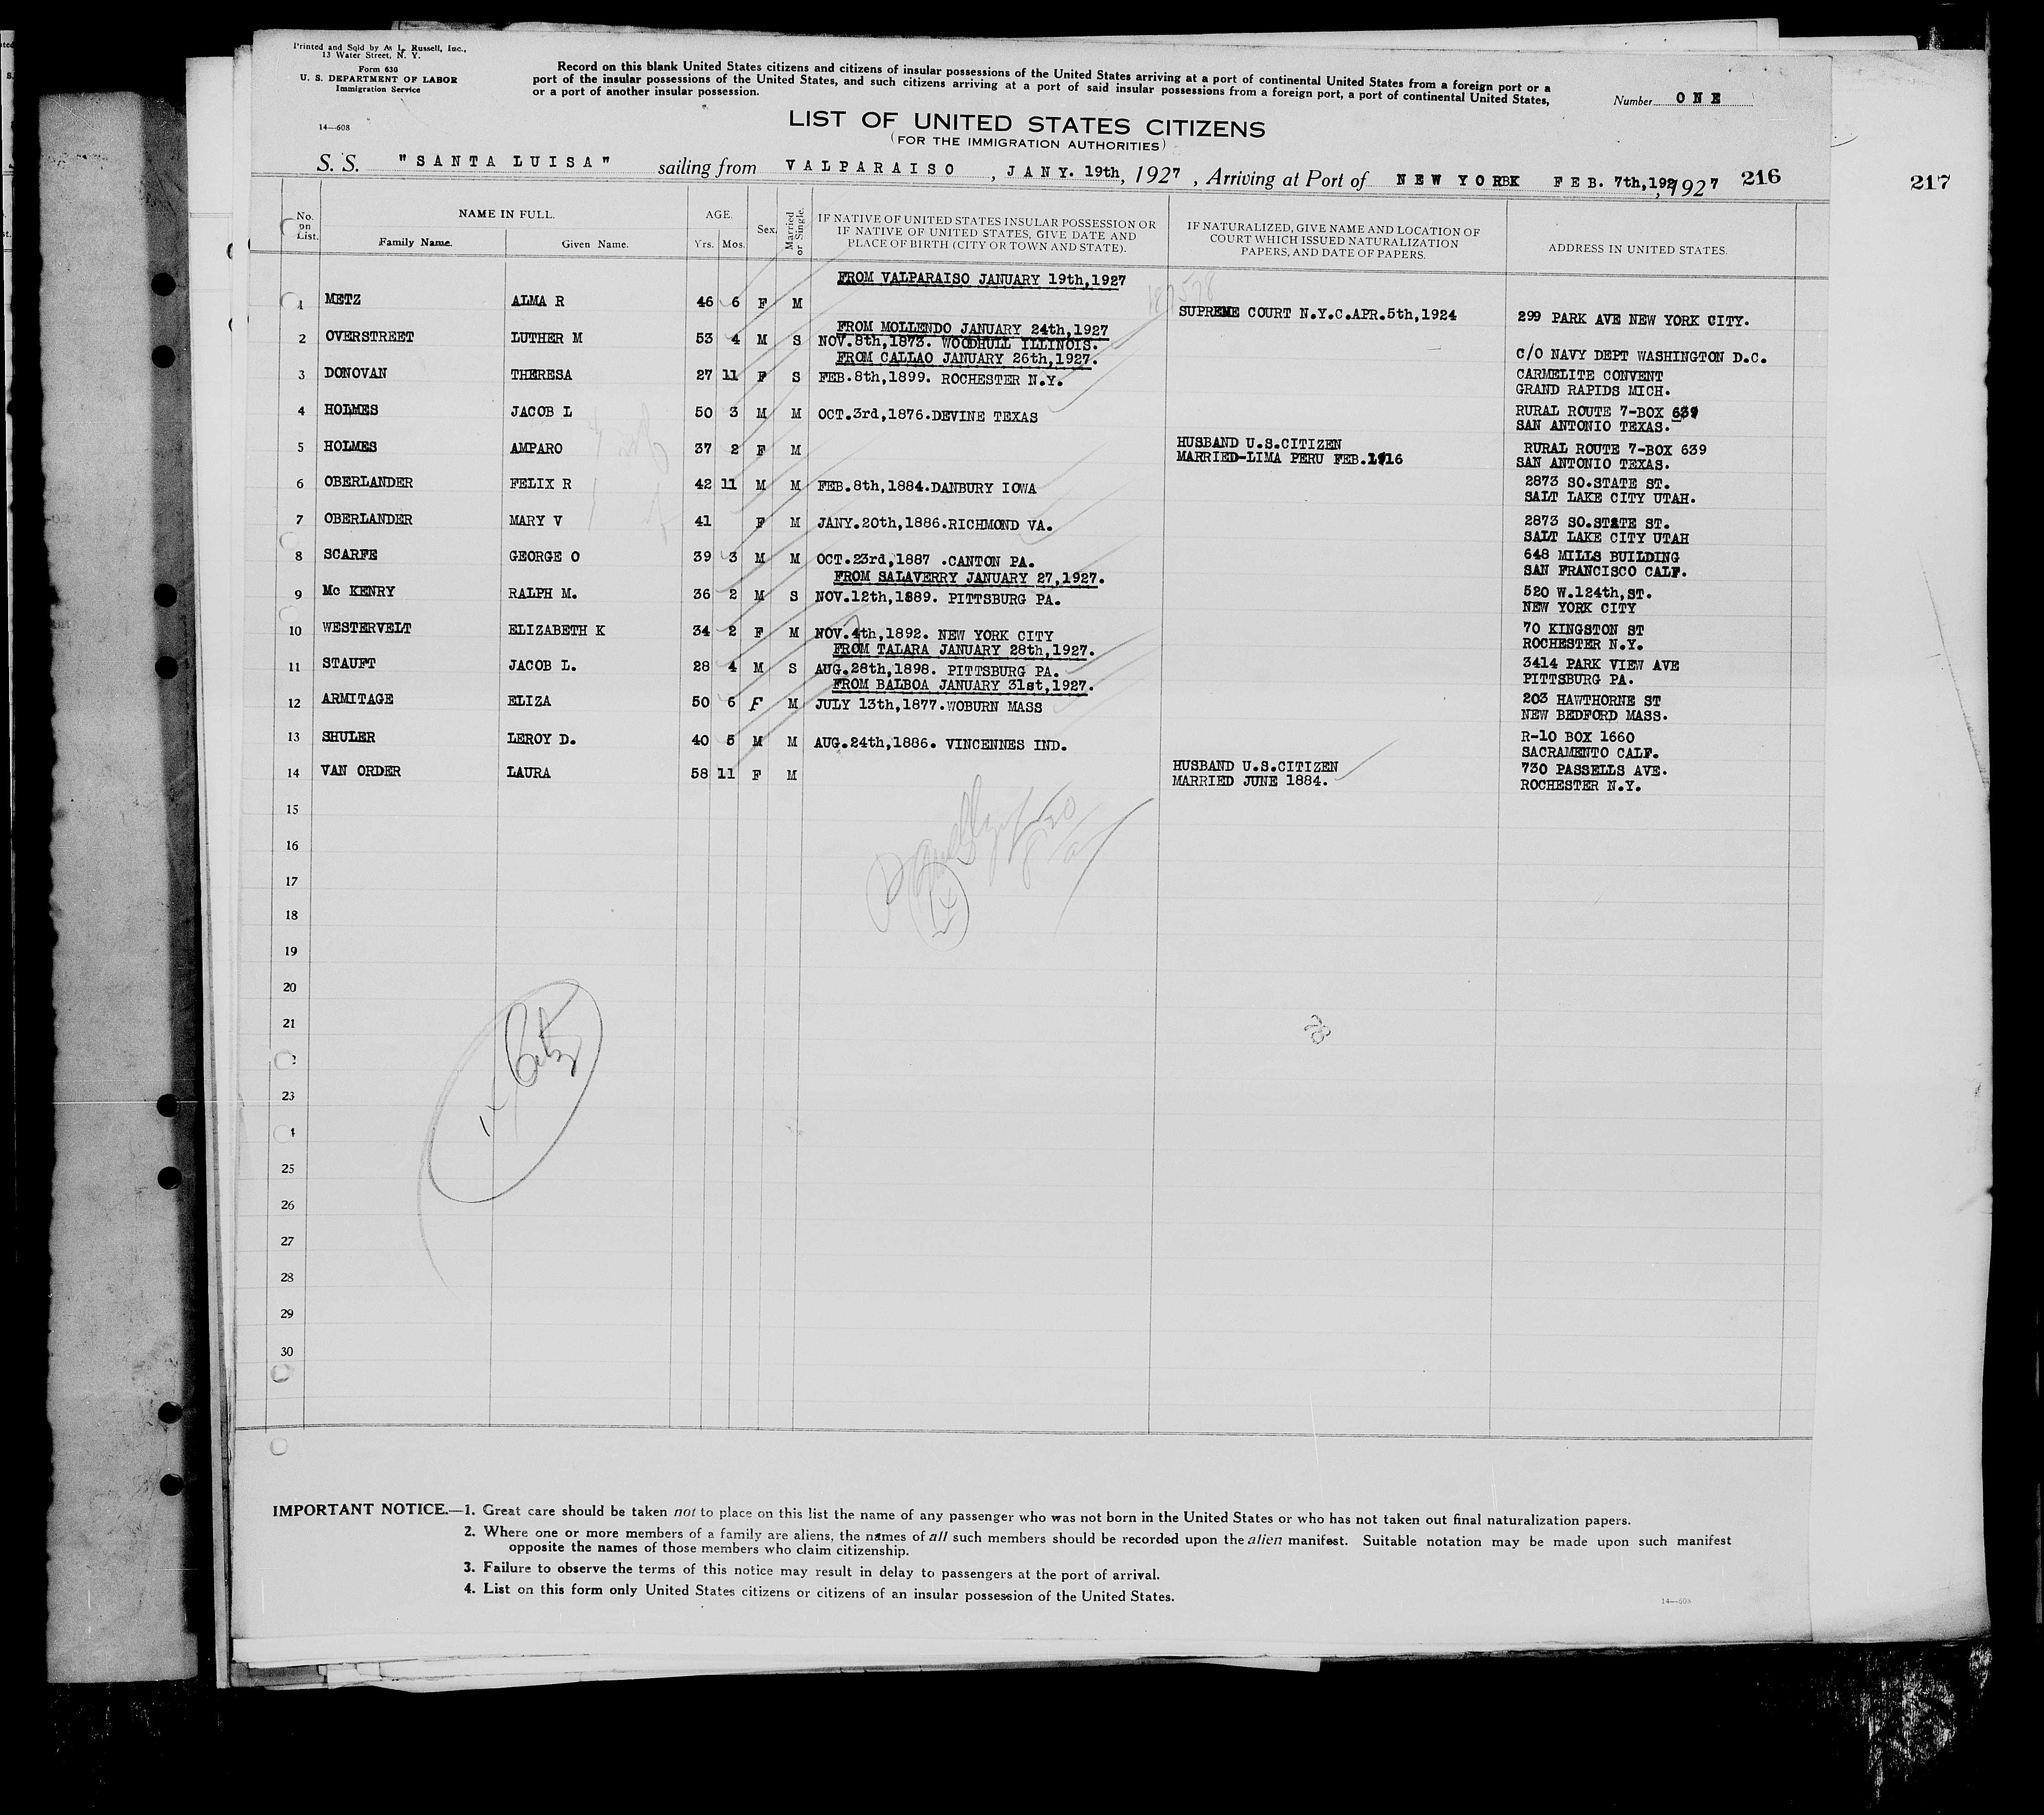 Printed and Sold by A. L. Russell, Inc.,
13 Water Street, N. Y.
Form 630
U. S. DEPARTMENT OF LABOR
Immigration Service
14—608
Record on this blank United States citizens and citizens of insular possessions of the United States arriving at a port of continental United States from a foreign port or a
port of the insular possessions of the United States, and such citizens arriving at a port of said insular possessions from a foreign port, a port of continental United States,
or a port of another insular possession.
Number ONE
LIST OF UNITED STATES CITIZENS
(FOR THE IMMIGRATION AUTHORITIES)
S. S. "SANTA LUISA" sailing from VALPARAISO, JANY. 19th, 1927, Arriving at Port of NEW YORK FEB. 7th, 1927 216
217
No. on List. NAME IN FULL. Family Name. Given Name. AGE. Yrs. Mos. Sex. Married or Single. IF NATIVE OF UNITED STATES INSULAR POSSESSION OR IF NATIVE OF UNITED STATES, GIVE DATE AND PLACE OF BIRTH (CITY OR TOWN AND STATE). IF NATURALIZED, GIVE NAME AND LOCATION OF COURT WHICH ISSUED NATURALIZATION PAPERS, AND DATE OF PAPERS. ADDRESS IN UNITED STATES.
FROM VALPARAISO JANUARY 19th,1927
1 METZ ALMA R 46 6 F M SUPREME COURT N.Y.C.APR.5th,1924 299 PARK AVE NEW YORK CITY.
FROM MOLLENDO JANUARY 24th,1927
2 OVERSTREET LUTHER M 53 4 M S NOV.8th,1873. WOODHULL ILLINOIS. C/O NAVY DEPT WASHINGTON D.C.
FROM CALLAO JANUARY 26th,1927.
3 DONOVAN THERESA 27 11 F S FEB.8th,1899. ROCHESTER N.Y. CARMELITE CONVENT
GRAND RAPIDS MICH.
4 HOLMES JACOB L 50 3 M M OCT.3rd,1876.DEVINE TEXAS RURAL ROUTE 7-BOX 639
SAN ANTONIO TEXAS.
5 HOLMES AMPARO 37 2 F M HUSBAND U.S.CITIZEN RURAL ROUTE 7-BOX 639
MARRIED-LIMA PERU FEB.1916 SAN ANTONIO TEXAS.
6 OBERLANDER FELIX R 42 11 M M FEB.8th,1884.DANBURY IOWA 2873 SO.STATE ST.
SALT LAKE CITY UTAH.
7 OBERLANDER MARY V 41 F M JANY.20th,1886.RICHMOND VA. 2873 SO.STATE ST.
SALT LAKE CITY UTAH
8 SCARFE GEORGE O 39 3 M M OCT.23rd,1887 .CANTON PA. 648 MILLS BUILDING
SAN FRANCISCO CALF.
FROM SALAVERRY JANUARY 27,1927.
9 Mc KENRY RALPH M. 36 2 M S NOV.12th,1889. PITTSBURG PA. 520 W.124th,ST.
NEW YORK CITY
10 WESTERVELT ELIZABETH K 34 2 F M NOV.4th,1892. NEW YORK CITY 70 KINGSTON ST
ROCHESTER N.Y.
FROM TALARA JANUARY 28th,1927.
11 STAUFT JACOB L. 28 4 M S AUG.28th,1898. PITTSBURG PA. 3414 PARK VIEW AVE
PITTSBURG PA.
FROM BALBOA JANUARY 31st,1927.
12 ARMITAGE ELIZA 50 6 F M JULY 13th,1877.WOBURN MASS 203 HAWTHORNE ST
NEW BEDFORD MASS.
13 SHULER LEROY D. 40 5 M M AUG.24th,1886. VINCENNES IND. R-10 BOX 1660
SACRAMENTO CALF.
14 VAN ORDER LAURA 58 11 F M HUSBAND U.S.CITIZEN 730 PASSELLS AVE.
MARRIED JUNE 1884. ROCHESTER N.Y.
15
16
17
18
19
20
21
23
25
26
27
28
29
30
IMPORTANT NOTICE.—1. Great care should be taken not to place on this list the name of any passenger who was not born in the United States or who has not taken out final naturalization papers.
2. Where one or more members of a family are aliens, the names of all such members should be recorded upon the alien manifest. Suitable notation may be made upon such manifest
opposite the names of those members who claim citizenship.
3. Failure to observe the terms of this notice may result in delay to passengers at the port of arrival.
4. List on this form only United States citizens or citizens of an insular possession of the United States.
14—608